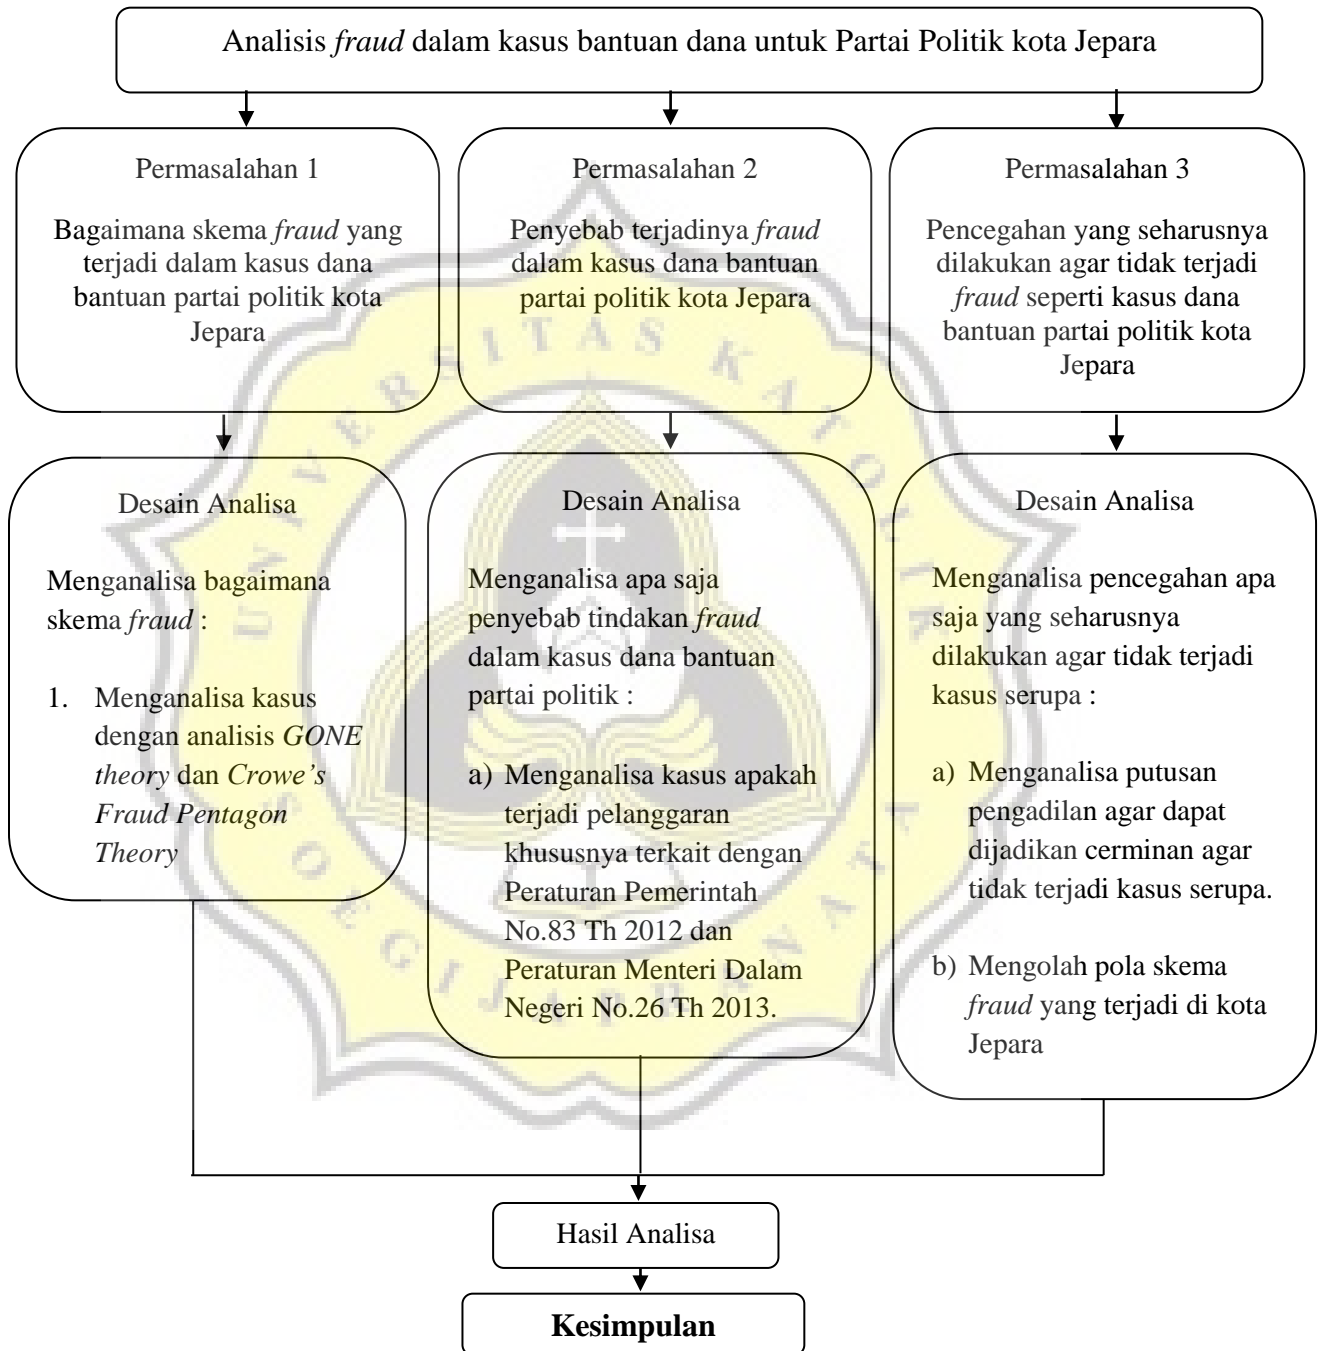 Analisis fraud dalam kasus bantuan dana untuk Partai Politik kota Jepara
Permasalahan 1
Bagaimana skema fraud yang
terjadi dalam kasus dana
bantuan partai politik kota
Jepara
Permasalahan 2
Penyebab terjadinya fraud
dalam kasus dana bantuan
partai politik kota Jepara
Permasalahan 3
Pencegahan yang seharusnya
dilakukan agar tidak terjadi
fraud seperti kasus dana
bantuan partai politik kota
Jepara
Desain Analisa
Menganalisa bagaimana
skema fraud :
1. Menganalisa kasus
dengan analisis GONE
theory dan Crowe’s
Fraud Pentagon
Theory
Desain Analisa
Menganalisa apa saja
penyebab tindakan fraud
dalam kasus dana bantuan
partai politik :
a) Menganalisa kasus apakah
terjadi pelanggaran
khususnya terkait dengan
Peraturan Pemerintah
No.83 Th 2012 dan
Peraturan Menteri Dalam
Negeri No.26 Th 2013.
Desain Analisa
Menganalisa pencegahan apa
saja yang seharusnya
dilakukan agar tidak terjadi
kasus serupa :
a) Menganalisa putusan
pengadilan agar dapat
dijadikan cerminan agar
tidak terjadi kasus serupa.
b) Mengolah pola skema
fraud yang terjadi di kota
Jepara
Hasil Analisa
Kesimpulan
UNIVERSITAS KATOLIK
SOEGIJAPRANATA